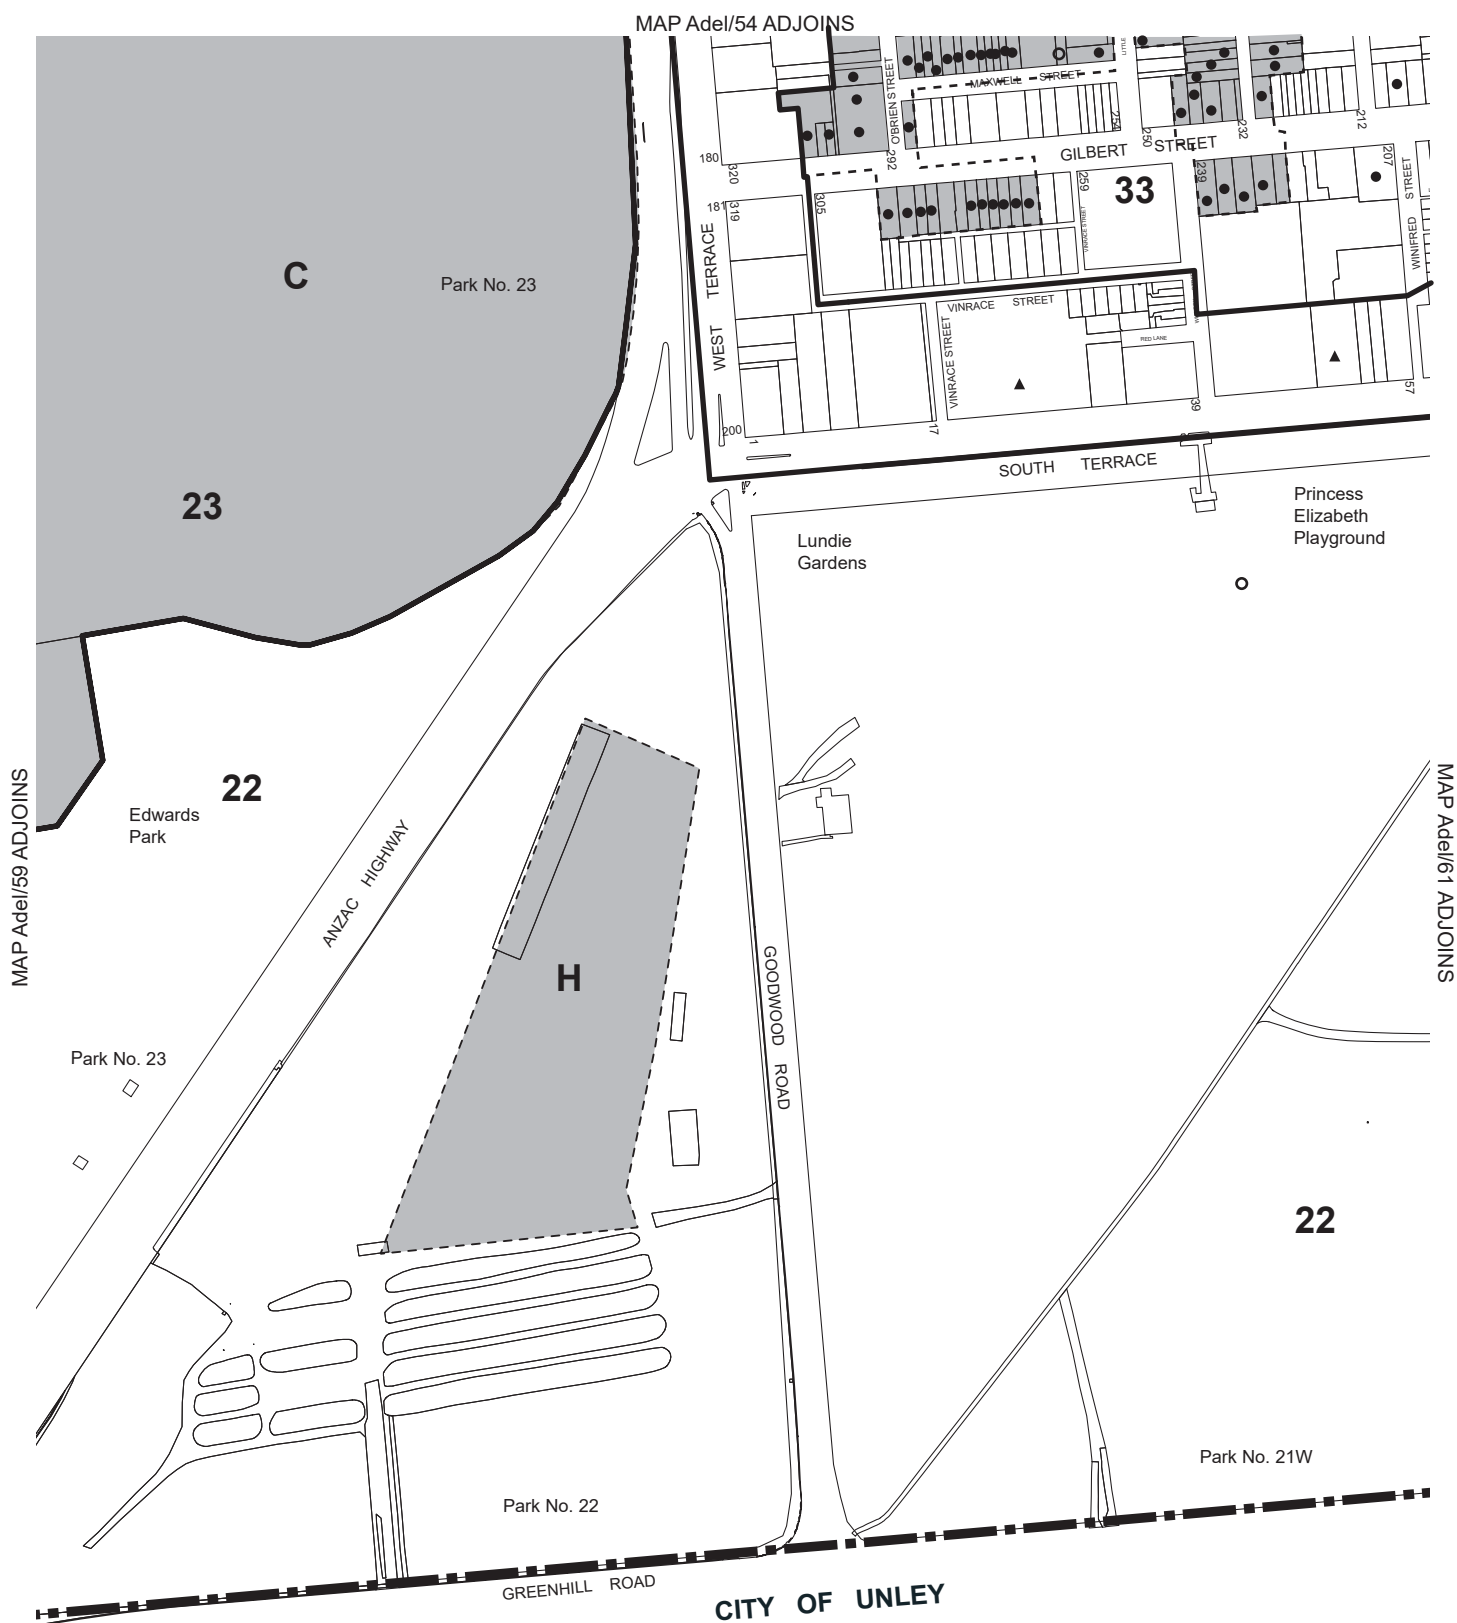 MAP Adel/54 ADJOINS
LITTLE
O'BRIEN STREET
MAXWELL STREET
254
250
232
212
GILBERT STREET
180
320
292
239
207
181
319
305
259
33
VINRACE STREET
WINIFRED STREET
C
Park No. 23
WEST TERRACE
VINRACE STREET
VINRACE STREET
RED LANE
200
1
17
39
57
SOUTH TERRACE
23
Princess
Elizabeth
Playground
Lundie
Gardens
22
Edwards
Park
MAP Adel/59 ADJOINS
MAP Adel/61 ADJOINS
ANZAC HIGHWAY
H
GOODWOOD ROAD
Park No. 23
22
Park No. 21W
Park No. 22
GREENHILL ROAD
CITY OF UNLEY